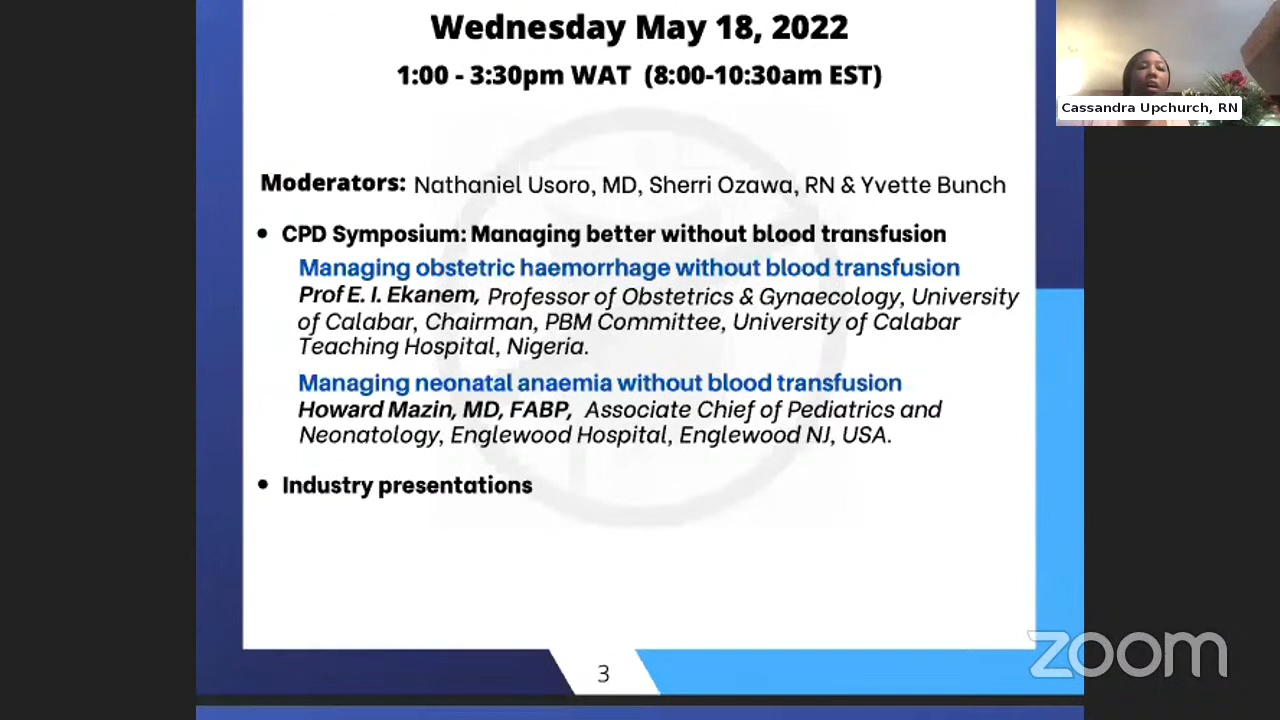 Wednesday May 18, 2022
1:00 - 3:30pm WAT (8:00-10:30am EST)
Cassandra Upchurch, RN
Moderators: Nathaniel Usoro, MD, Sherri Ozawa, RN & Yvette Bunch
• CPD Symposium: Managing better without blood transfusion
Managing obstetric haemorrhage without blood transfusion
Prof E. I. Ekanem, Professor of Obstetrics & Gynaecology, University
of Calabar, Chairman, PBM Committee, University of Calabar
Teaching Hospital, Nigeria.
Managing neonatal anaemia without blood transfusion
Howard Mazin, MD, FABP, Associate Chief of Pediatrics and
Neonatology, Englewood Hospital, Englewood NJ, USA.
• Industry presentations
zoom
3